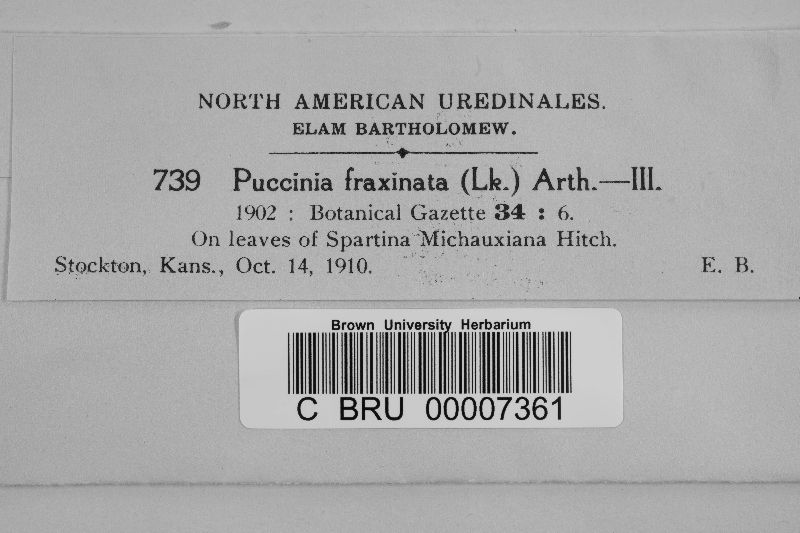 NORTH AMERICAN UREDINALES.
ELAM BARTHOLOMEW.
739 Puccinia fraxinata (Lk.) Arth.—III.
1902 : Botanical Gazette 34 : 6.
On leaves of Spartina Michauxiana Hitch.
Stockton, Kans., Oct. 14, 1910. E. B.
Brown University Herbarium
C BRU 00007361